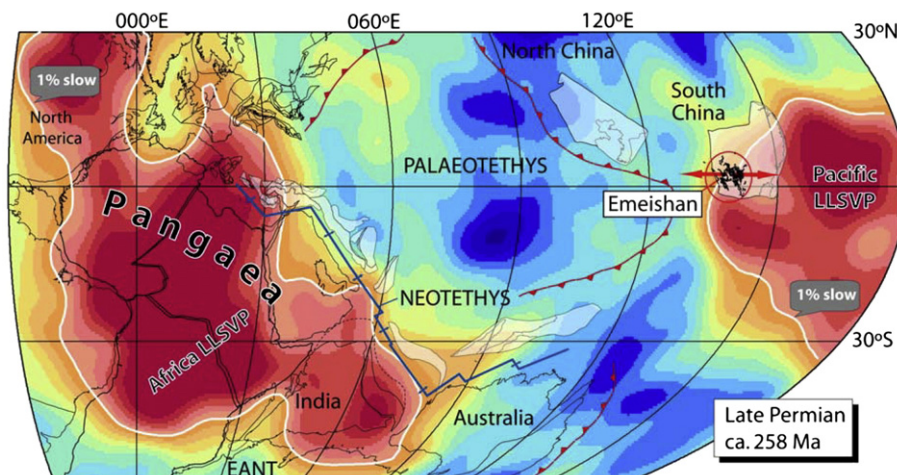 000ºE
060ºE
120ºE
30ºN
North China
1% slow
South
China
North
America
PALAEOTETHYS
Pacific
LLSVP
Emeishan
Pangea
NEOTETHYS
1% slow
30ºS
Africa LLSVP
India
Australia
Late Permian
ca. 258 Ma
EANT